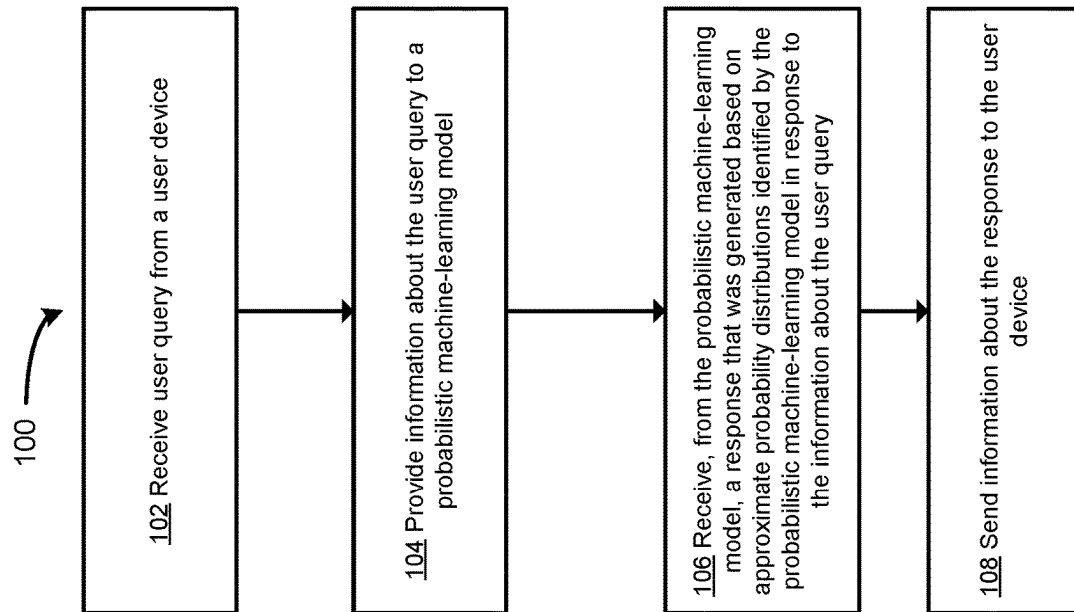 100
102 Receive user query from a user device
104 Provide information about the user query to a
probabilistic machine-learning model
106 Receive, from the probabilistic machine-learning
model, a response that was generated based on
approximate probability distributions identified by the
probabilistic machine-learning model in response to
the information about the user query
108 Send information about the response to the user
device